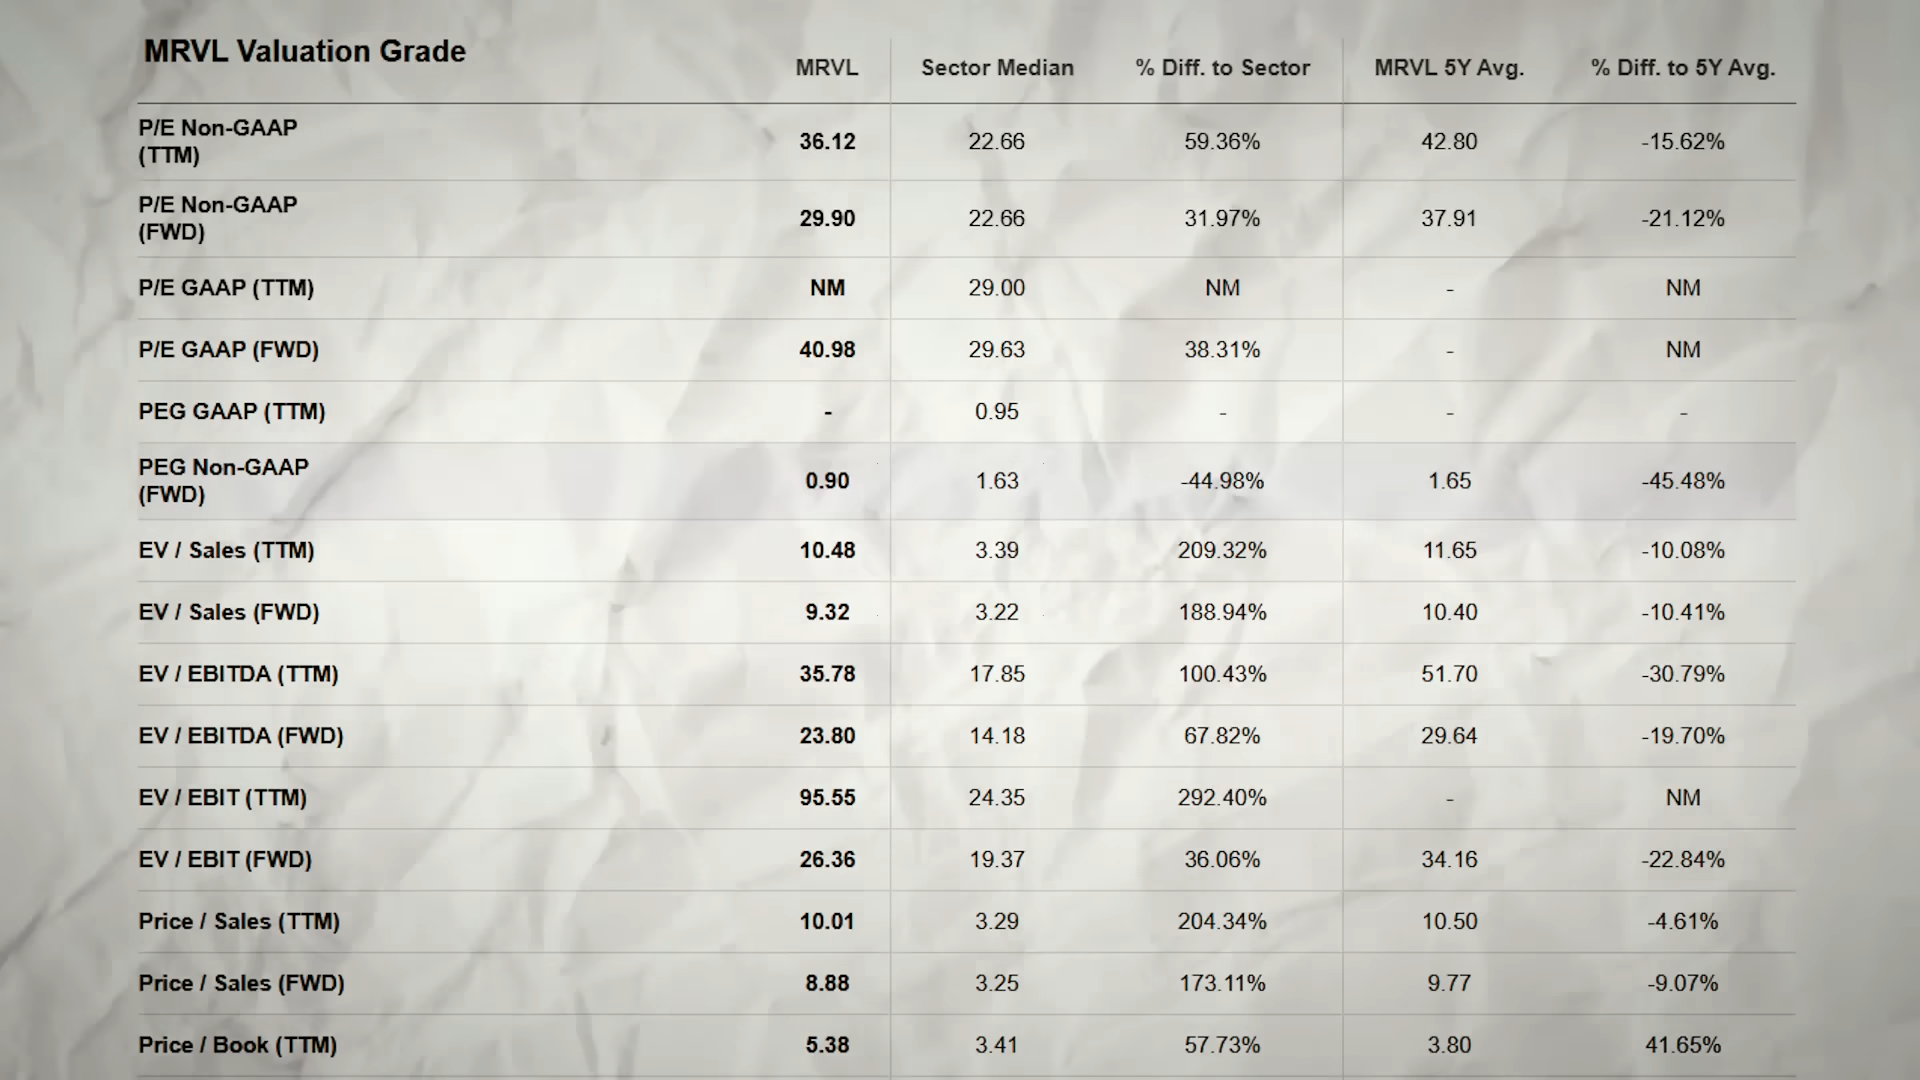 MRVL Valuation Grade
MRVL Sector Median % Diff. to Sector MRVL 5Y Avg. % Diff. to 5Y Avg.
P/E Non-GAAP
(TTM) 36.12 22.66 59.36% 42.80 -15.62%
P/E Non-GAAP
(FWD) 29.90 22.66 31.97% 37.91 -21.12%
P/E GAAP (TTM) NM 29.00 NM - NM
P/E GAAP (FWD) 40.98 29.63 38.31% - NM
PEG GAAP (TTM) - 0.95 - - -
PEG Non-GAAP
(FWD) 0.90 1.63 -44.98% 1.65 -45.48%
EV / Sales (TTM) 10.48 3.39 209.32% 11.65 -10.08%
EV / Sales (FWD) 9.32 3.22 188.94% 10.40 -10.41%
EV / EBITDA (TTM) 35.78 17.85 100.43% 51.70 -30.79%
EV / EBITDA (FWD) 23.80 14.18 67.82% 29.64 -19.70%
EV / EBIT (TTM) 95.55 24.35 292.40% - NM
EV / EBIT (FWD) 26.36 19.37 36.06% 34.16 -22.84%
Price / Sales (TTM) 10.01 3.29 204.34% 10.50 -4.61%
Price / Sales (FWD) 8.88 3.25 173.11% 9.77 -9.07%
Price / Book (TTM) 5.38 3.41 57.73% 3.80 41.65%